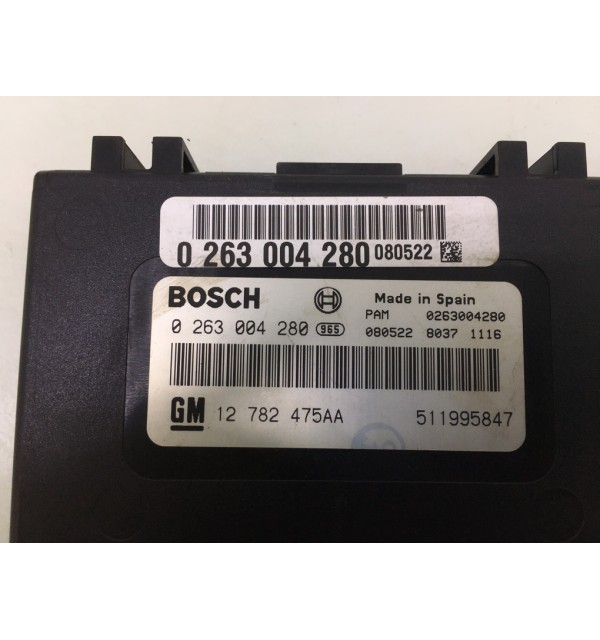 0 263 004 280 080522
BOSCH Made in Spain
PAM 0263004280
0 263 004 280 965 080522 8037 1116
GM 12 782 475AA 511995847